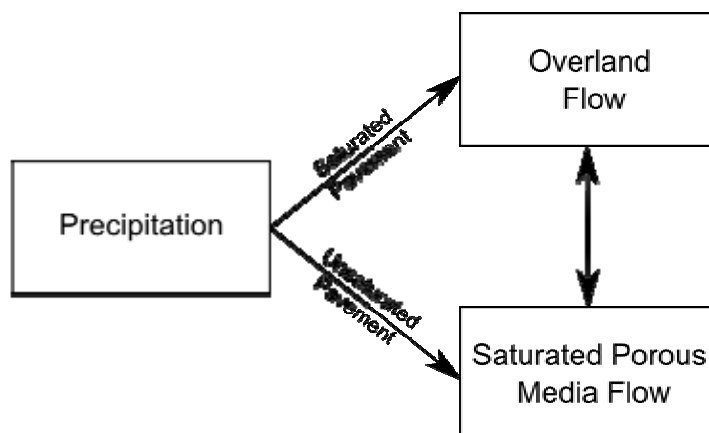 Overland
Flow
Saturated
Pavement
Precipitation
Unsaturated
Pavement
Saturated Porous
Media Flow